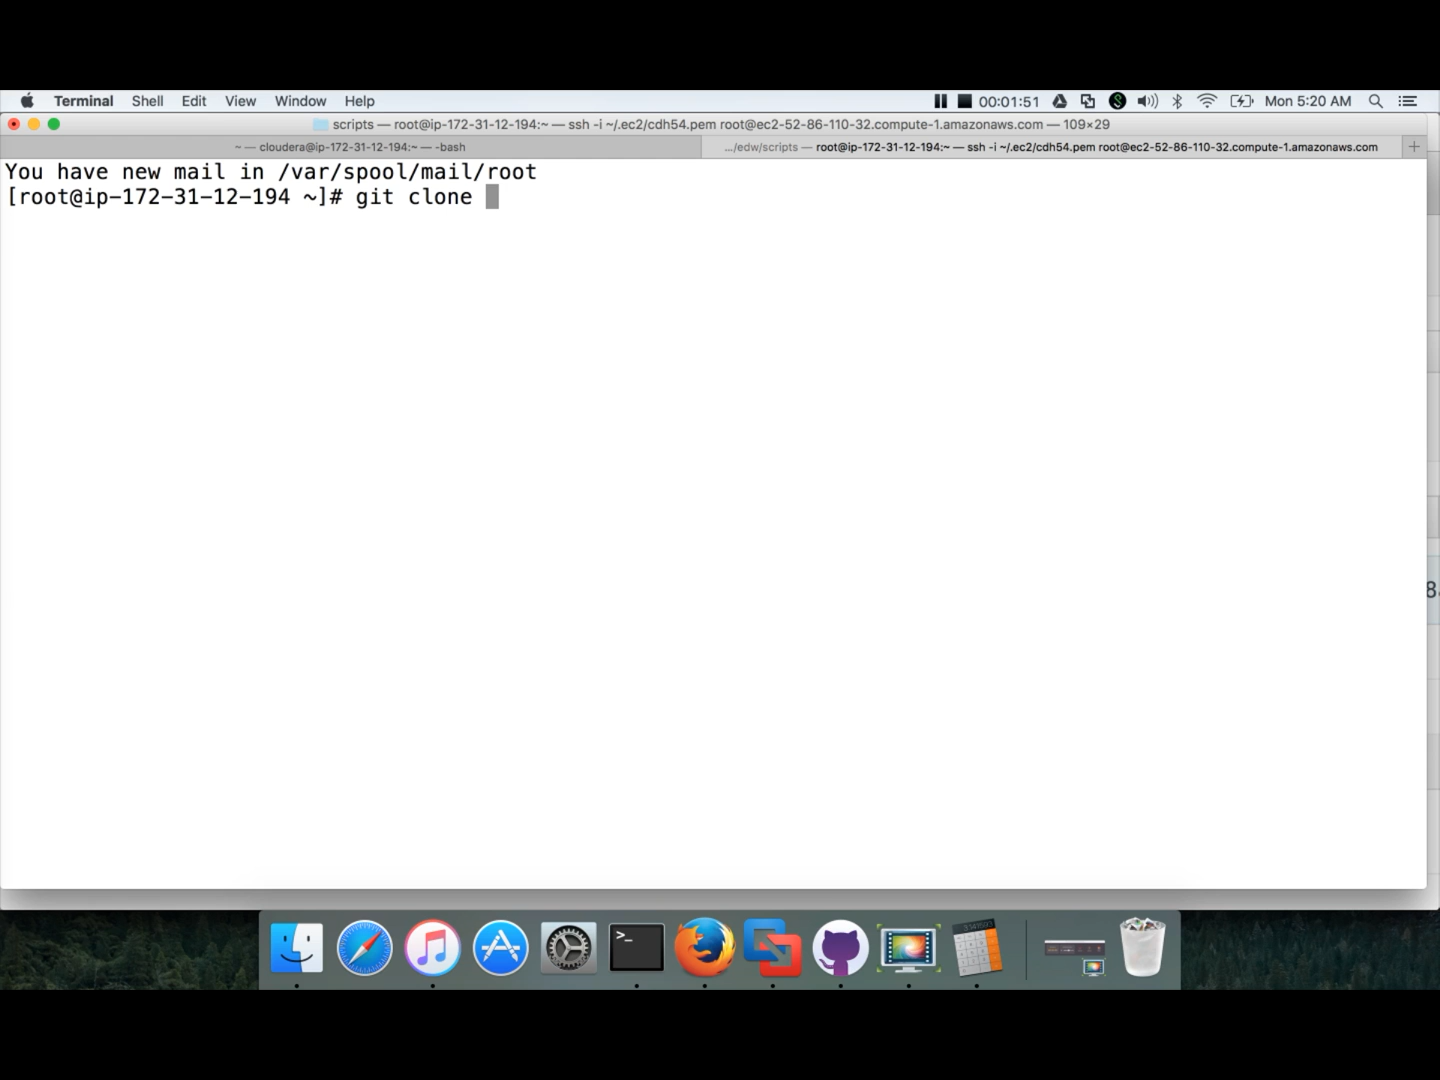 Terminal Shell Edit View Window Help 00:01:51 Mon 5:20 AM
scripts — root@ip-172-31-12-194:~ — ssh -i ~/.ec2/cdh54.pem root@ec2-52-86-110-32.compute-1.amazonaws.com — 109×29
~ — cloudera@ip-172-31-12-194:~ — -bash
.../edw/scripts — root@ip-172-31-12-194:~ — ssh -i ~/.ec2/cdh54.pem root@ec2-52-86-110-32.compute-1.amazonaws.com
You have new mail in /var/spool/mail/root
[root@ip-172-31-12-194 ~]# git clone